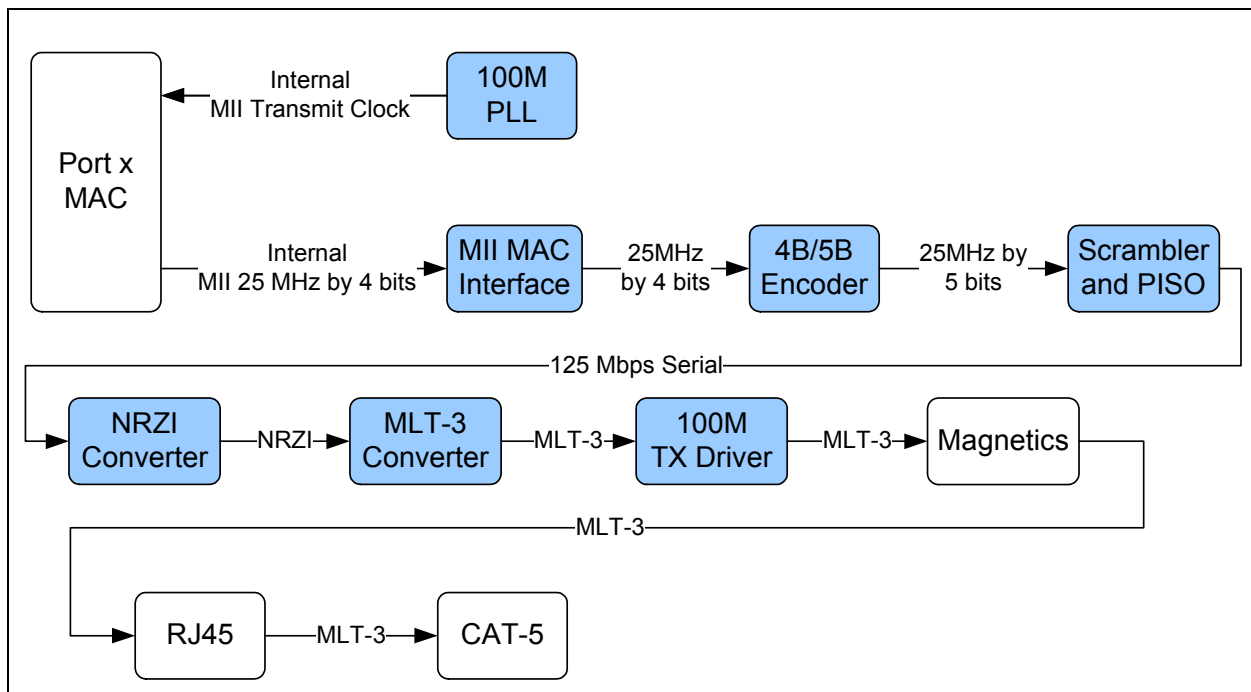 Internal
MII Transmit Clock
100M
PLL
Port x
MAC
Internal
MII 25 MHz by 4 bits
MII MAC
Interface
25MHz
by 4 bits
4B/5B
Encoder
25MHz by
5 bits
Scrambler
and PISO
125 Mbps Serial
NRZI
Converter
NRZI
MLT-3
Converter
MLT-3
100M
TX Driver
MLT-3
Magnetics
MLT-3
RJ45
MLT-3
CAT-5